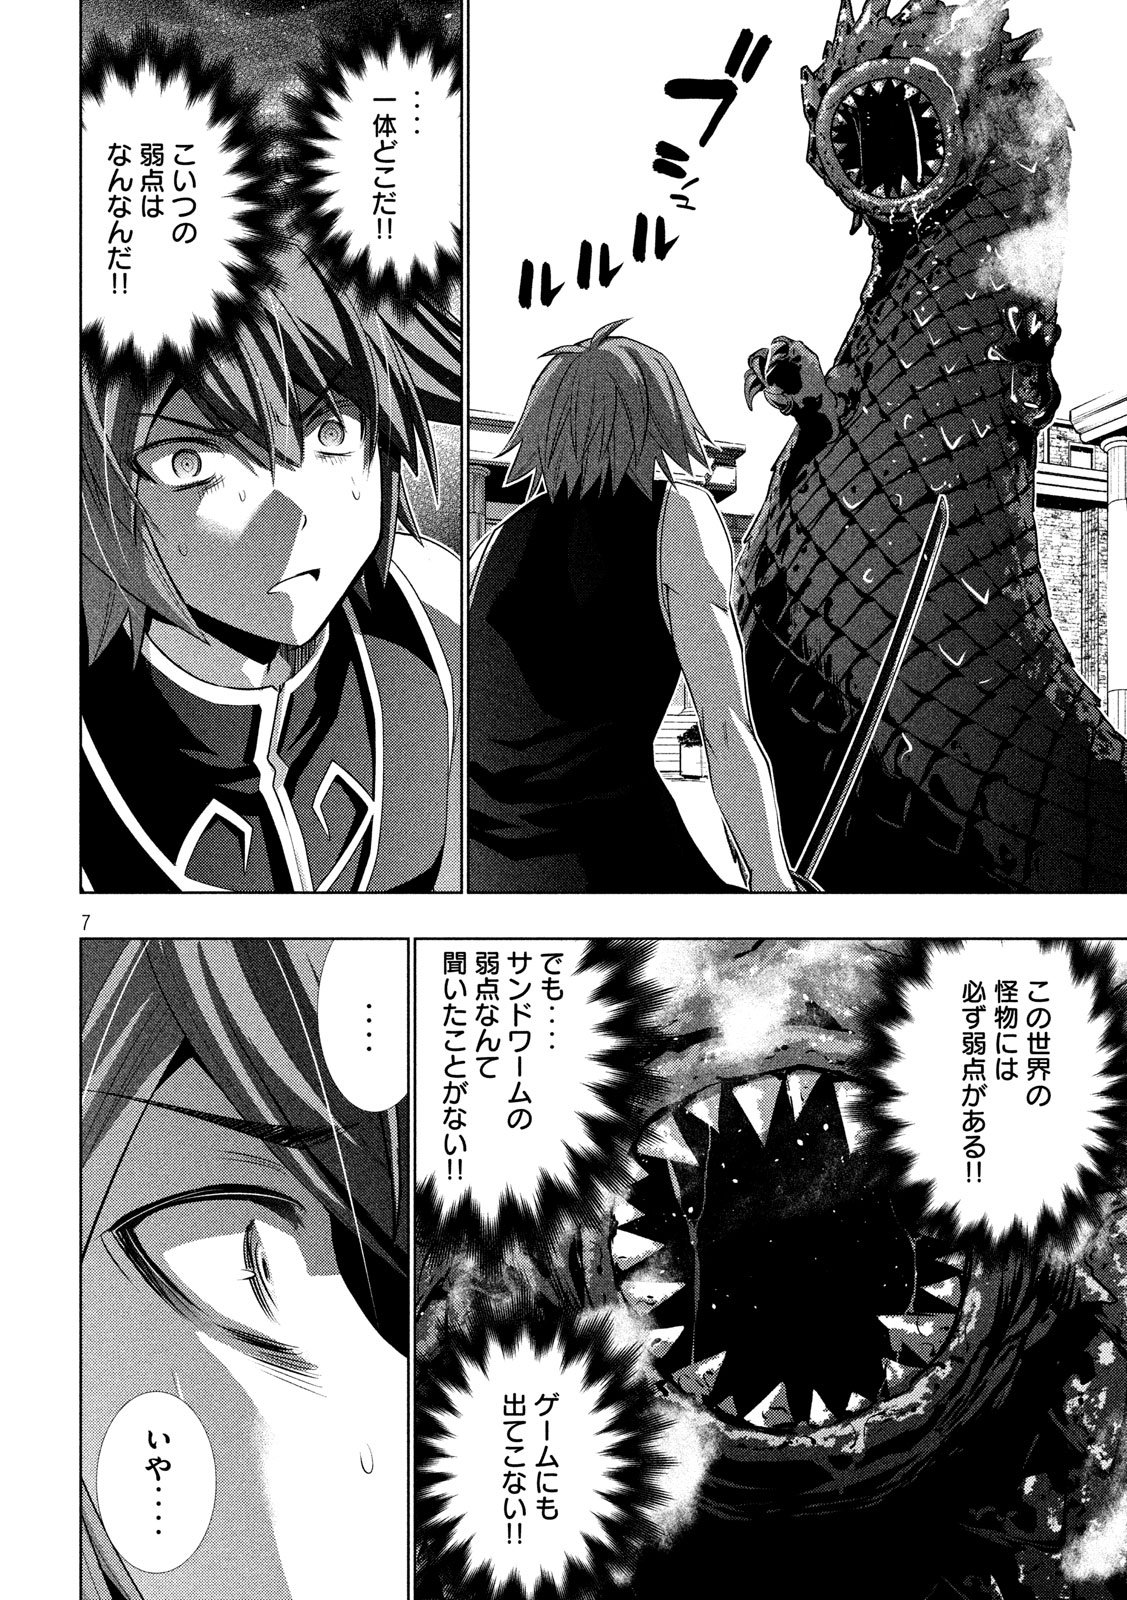 ブシュルルル
‥‥
一体どこだ!!
こいつの
弱点は
なんなんだ!!
この世界の
怪物には
必ず弱点がある!!
でも‥‥
サンドワームの
弱点なんて
聞いたことがない!!
ゲームにも
出てこない!!
‥‥
いや‥‥
7